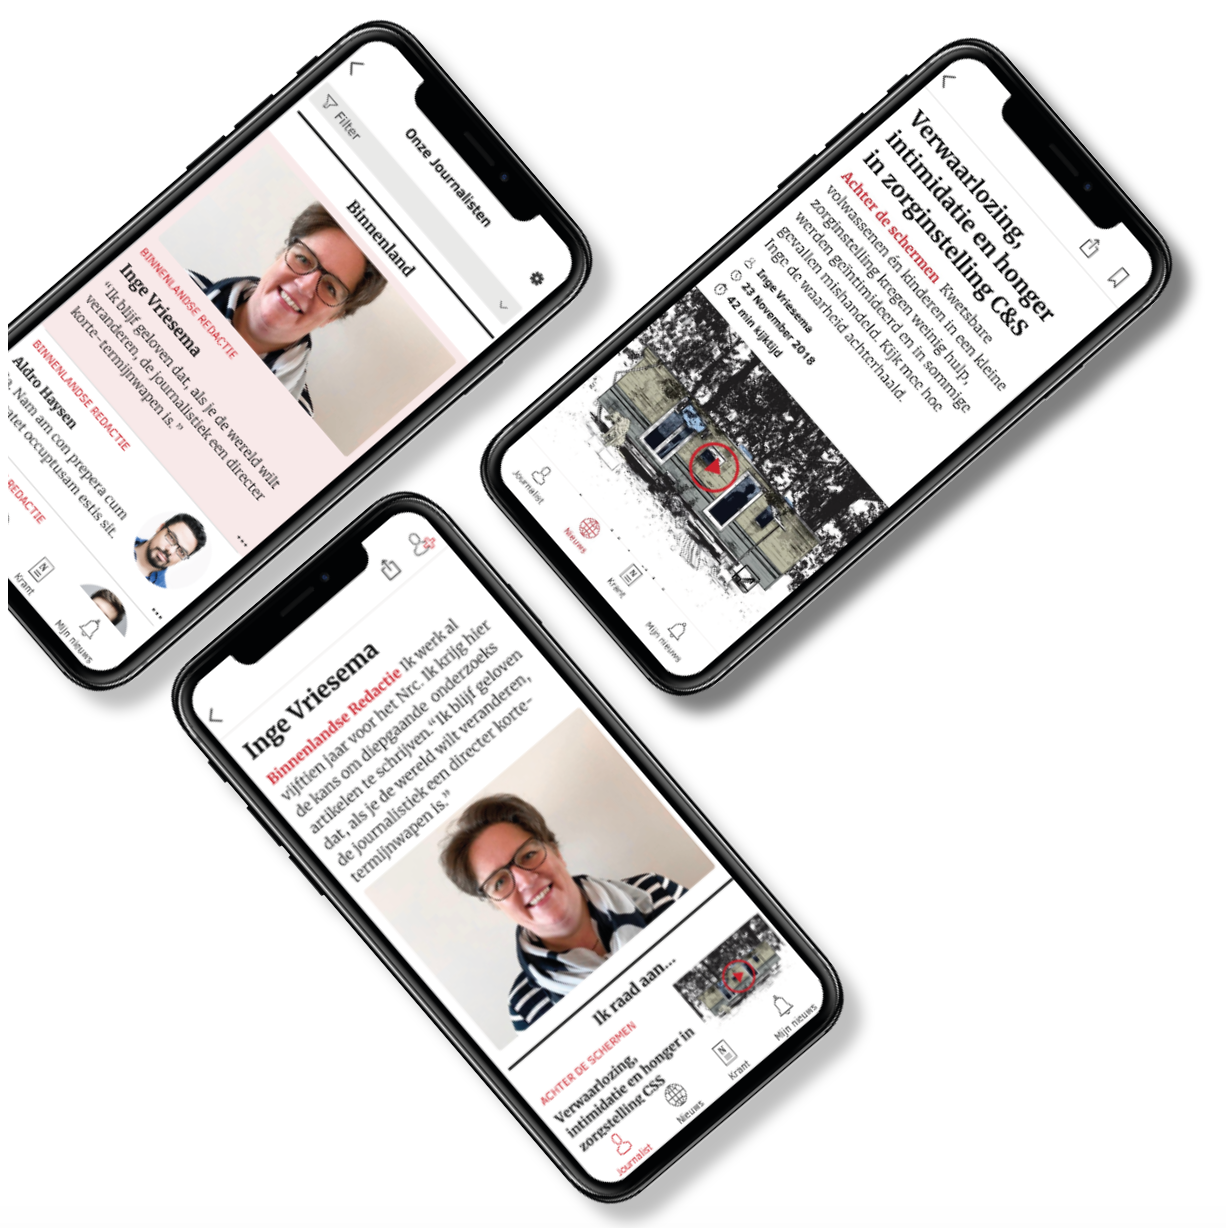 Onze Journalisten
Filter
Binnenland
BINNENLANDSE REDACTIE
Inge Vriesema
“Ik blijf geloven dat, als je de wereld wilt
veranderen, de journalistiek een directer
korte-termijnwapen is.”
BINNENLANDSE REDACTIE
Aldro Haysen
Nam am con prepera cum
occuptusam estis sit.
REDACTIE
Krant
Mijn nieuws
Verwaarlozing,
intimidatie en honger
in zorginstelling C&S
Achter de schermen Kwetsbare
volwassenen én kinderen in een kleine
zorginstelling kregen weinig hulp,
werden geïntimideerd en in sommige
gevallen mishandeld. Kijk mee hoe
Inge de waarheid achterhaald.
Inge Vriesema
23 November 2018
42 min kijktijd
Journalist
Nieuws
Krant
Mijn nieuws
Inge Vriesema
Binnenlandse Redactie Ik werk al
vijftien jaar voor het Nrc. Ik krijg hier
de kans om diepgaande onderzoeks
artikelen te schrijven. “Ik blijf geloven
dat, als je de wereld wilt veranderen,
de journalistiek een directer korte-
termijnwapen is.”
Ik raad aan...
ACHTER DE SCHERMEN
Verwaarlozing,
intimidatie en honger in
zorgstelling CSS
Journalist
Nieuws
Krant
Mijn nieuws